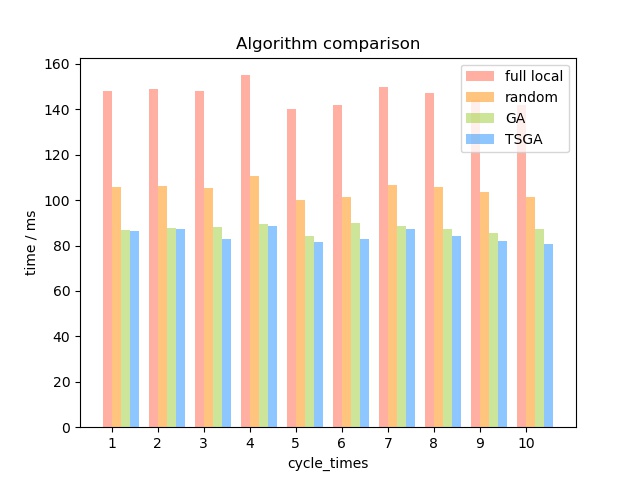 Algorithm comparison
full local
random
GA
TSGA
160
140
120
100
80
60
40
20
0
time / ms
1 2 3 4 5 6 7 8 9 10
cycle_times